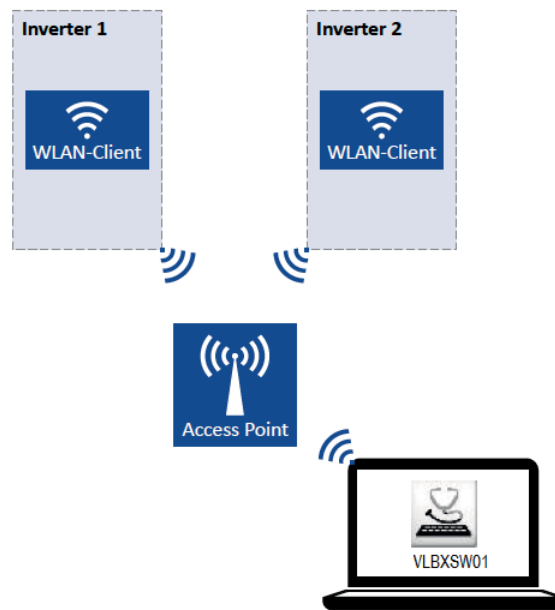 Inverter 1
Inverter 2
WLAN-Client
WLAN-Client
Access Point
VLBXSW01